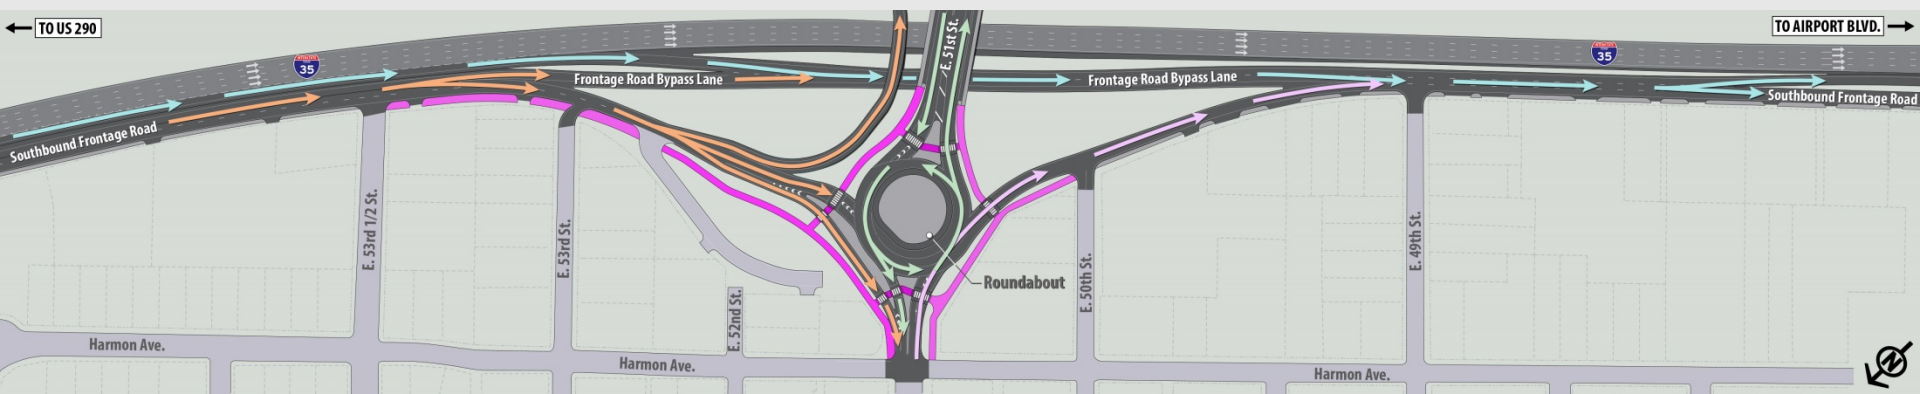 TO US 290
TO AIRPORT BLVD.
35
35
E. 51st St.
Frontage Road Bypass Lane
Frontage Road Bypass Lane
Southbound Frontage Road
Southbound Frontage Road
E. 53rd 1/2 St.
E. 53rd St.
E. 52nd St.
E. 50th St.
E. 49th St.
Roundabout
Harmon Ave.
Harmon Ave.
Harmon Ave.
N